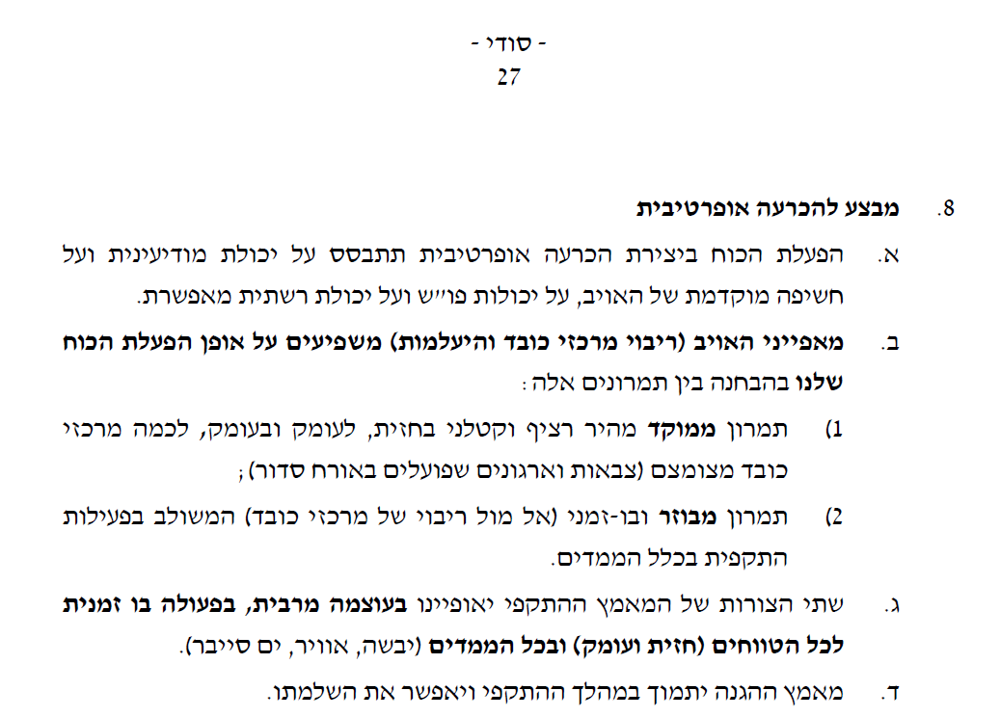 - סודי -
27
8. מבצע להכרעה אופרטיבית
א. הפעלת הכוח ביצירת הכרעה אופרטיבית תתבסס על יכולת מודיעינית ועל
חשיפה מוקדמת של האויב, על יכולות פו״ש ועל יכולת רשתית מאפשרת.
ב. מאפייני האויב (ריבוי מרכזי כובד והיעלמות) משפיעים על אופן הפעלת הכוח
שלנו בהבחנה בין תמרונים אלה:
1) תמרון ממוקד מהיר רציף וקטלני בחזית, לעומק ובעומק, לכמה מרכזי
כובד מצומצם (צבאות וארגונים שפועלים באורח סדור);
2) תמרון מבוזר ובו-זמני (אל מול ריבוי של מרכזי כובד) המשולב בפעילות
התקפית בכלל הממדים.
ג. שתי הצורות של המאמץ ההתקפי יאופיינו בעוצמה מרבית, בפעולה בו זמנית
לכל הטווחים (חזית ועומק) ובכל הממדים (יבשה, אוויר, ים סייבר).
ד. מאמץ ההגנה יתמוך במהלך ההתקפי ויאפשר את השלמתו.